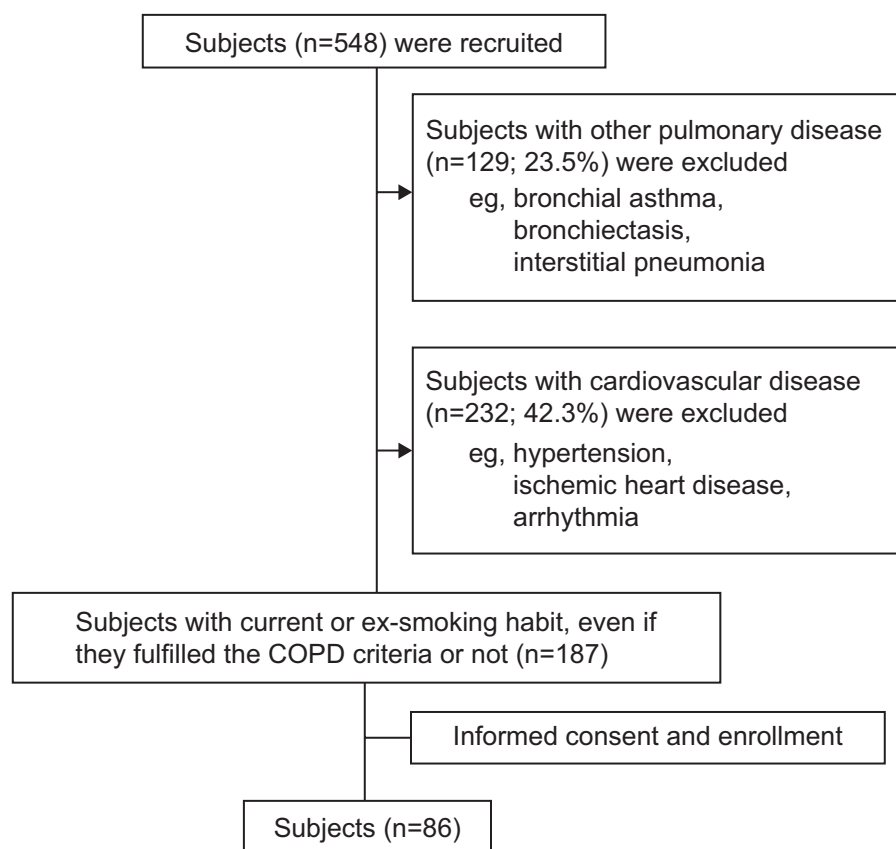 Subjects (n=548) were recruited
Subjects with other pulmonary disease
(n=129; 23.5%) were excluded
eg, bronchial asthma,
bronchiectasis,
interstitial pneumonia
Subjects with cardiovascular disease
(n=232; 42.3%) were excluded
eg, hypertension,
ischemic heart disease,
arrhythmia
Subjects with current or ex-smoking habit, even if
they fulfilled the COPD criteria or not (n=187)
Informed consent and enrollment
Subjects (n=86)